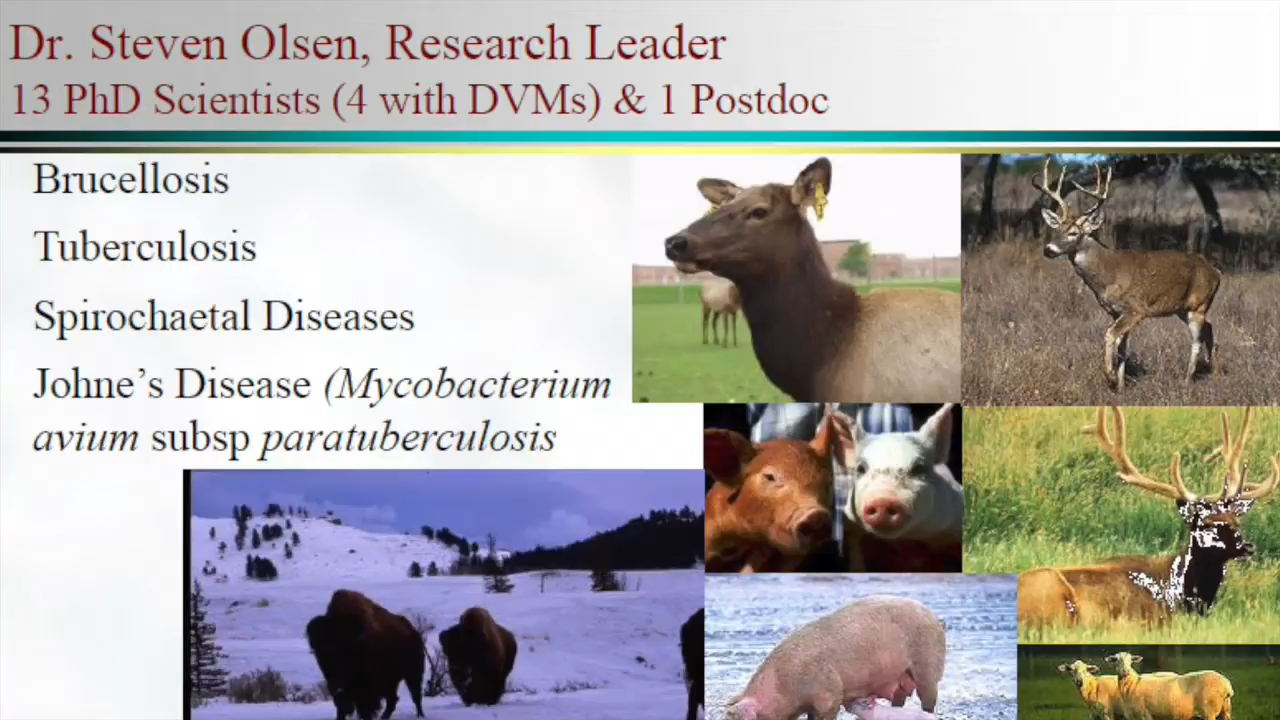 Dr. Steven Olsen, Research Leader
13 PhD Scientists (4 with DVMs) & 1 Postdoc
Brucellosis
Tuberculosis
Spirochaetal Diseases
Johne’s Disease (Mycobacterium
avium subsp paratuberculosis